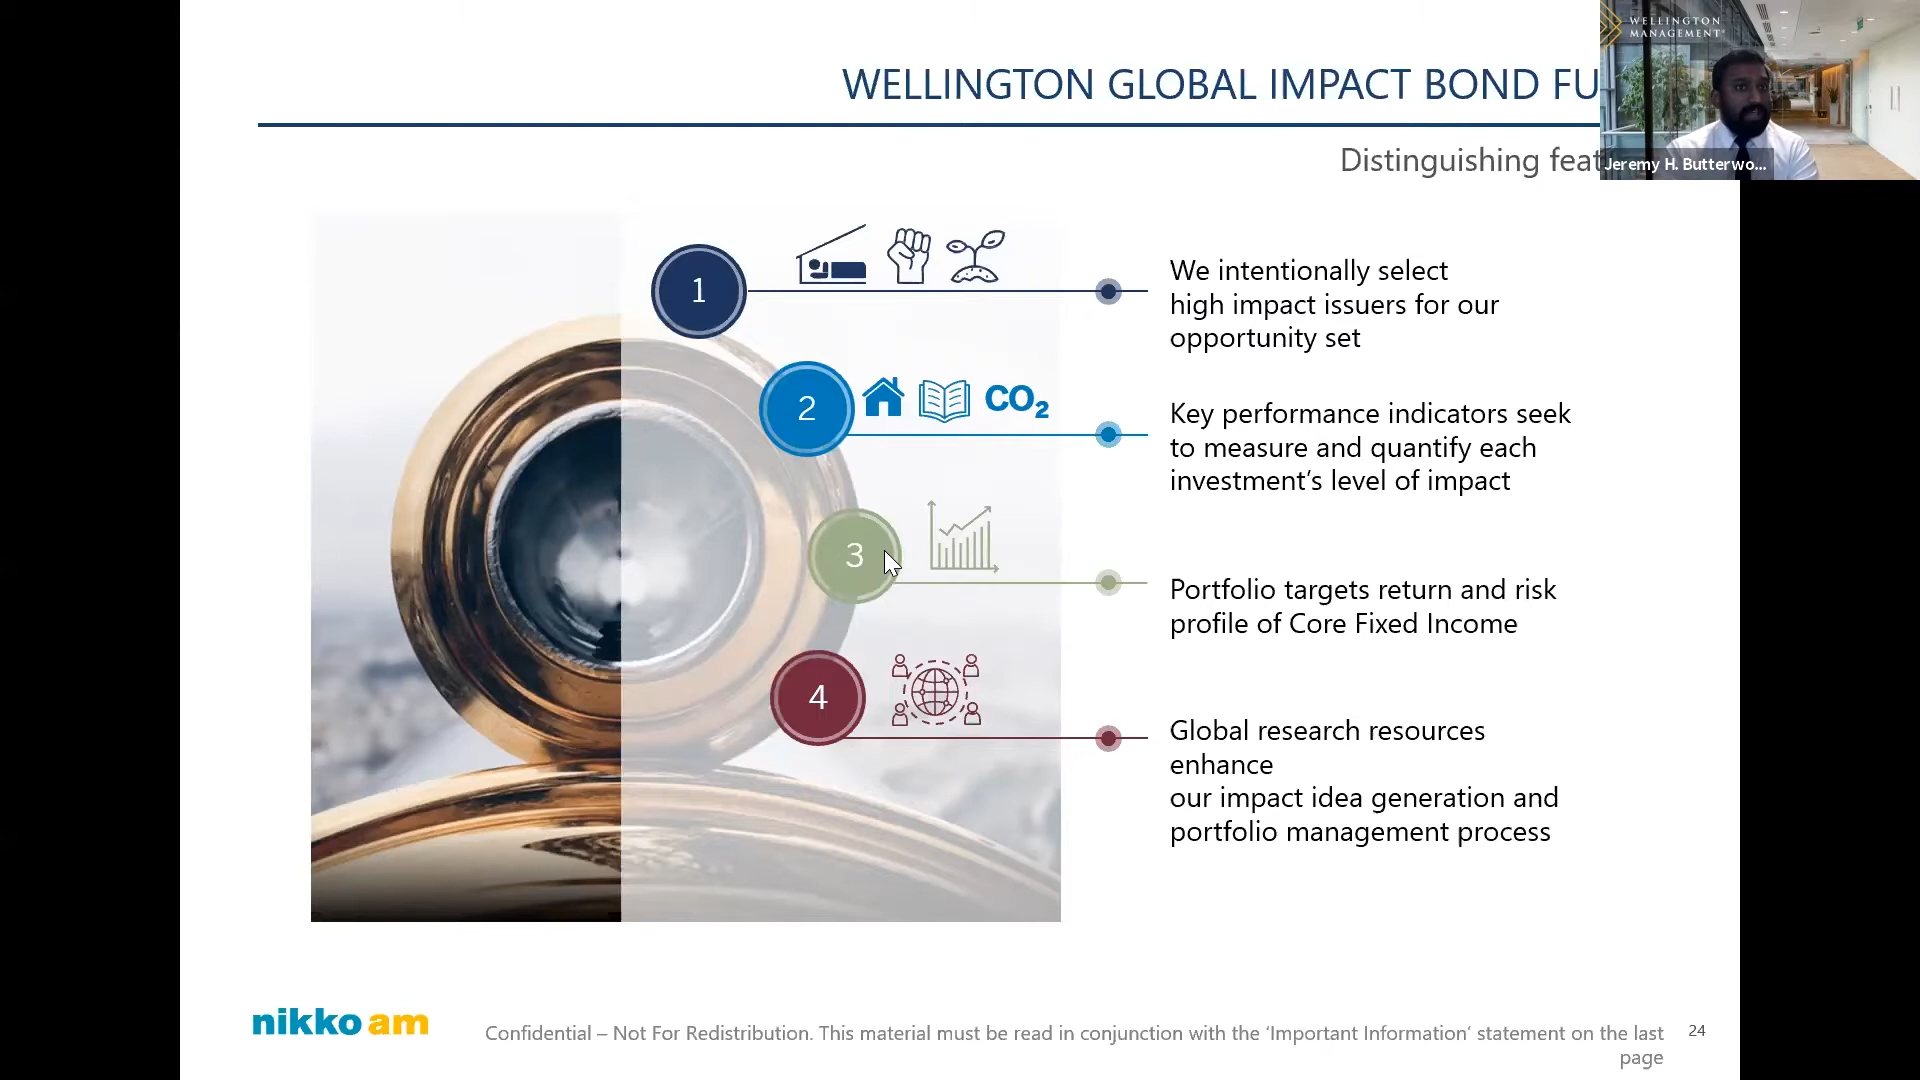 WELLINGTON GLOBAL IMPACT BOND FU
WELLINGTON
MANAGEMENT®
Distinguishing feat
Jeremy H. Butterwo...
1
We intentionally select
high impact issuers for our
opportunity set
2
CO₂
Key performance indicators seek
to measure and quantify each
investment’s level of impact
3
Portfolio targets return and risk
profile of Core Fixed Income
4
Global research resources
enhance
our impact idea generation and
portfolio management process
nikko am
Confidential – Not For Redistribution. This material must be read in conjunction with the ‘Important Information’ statement on the last
page
24